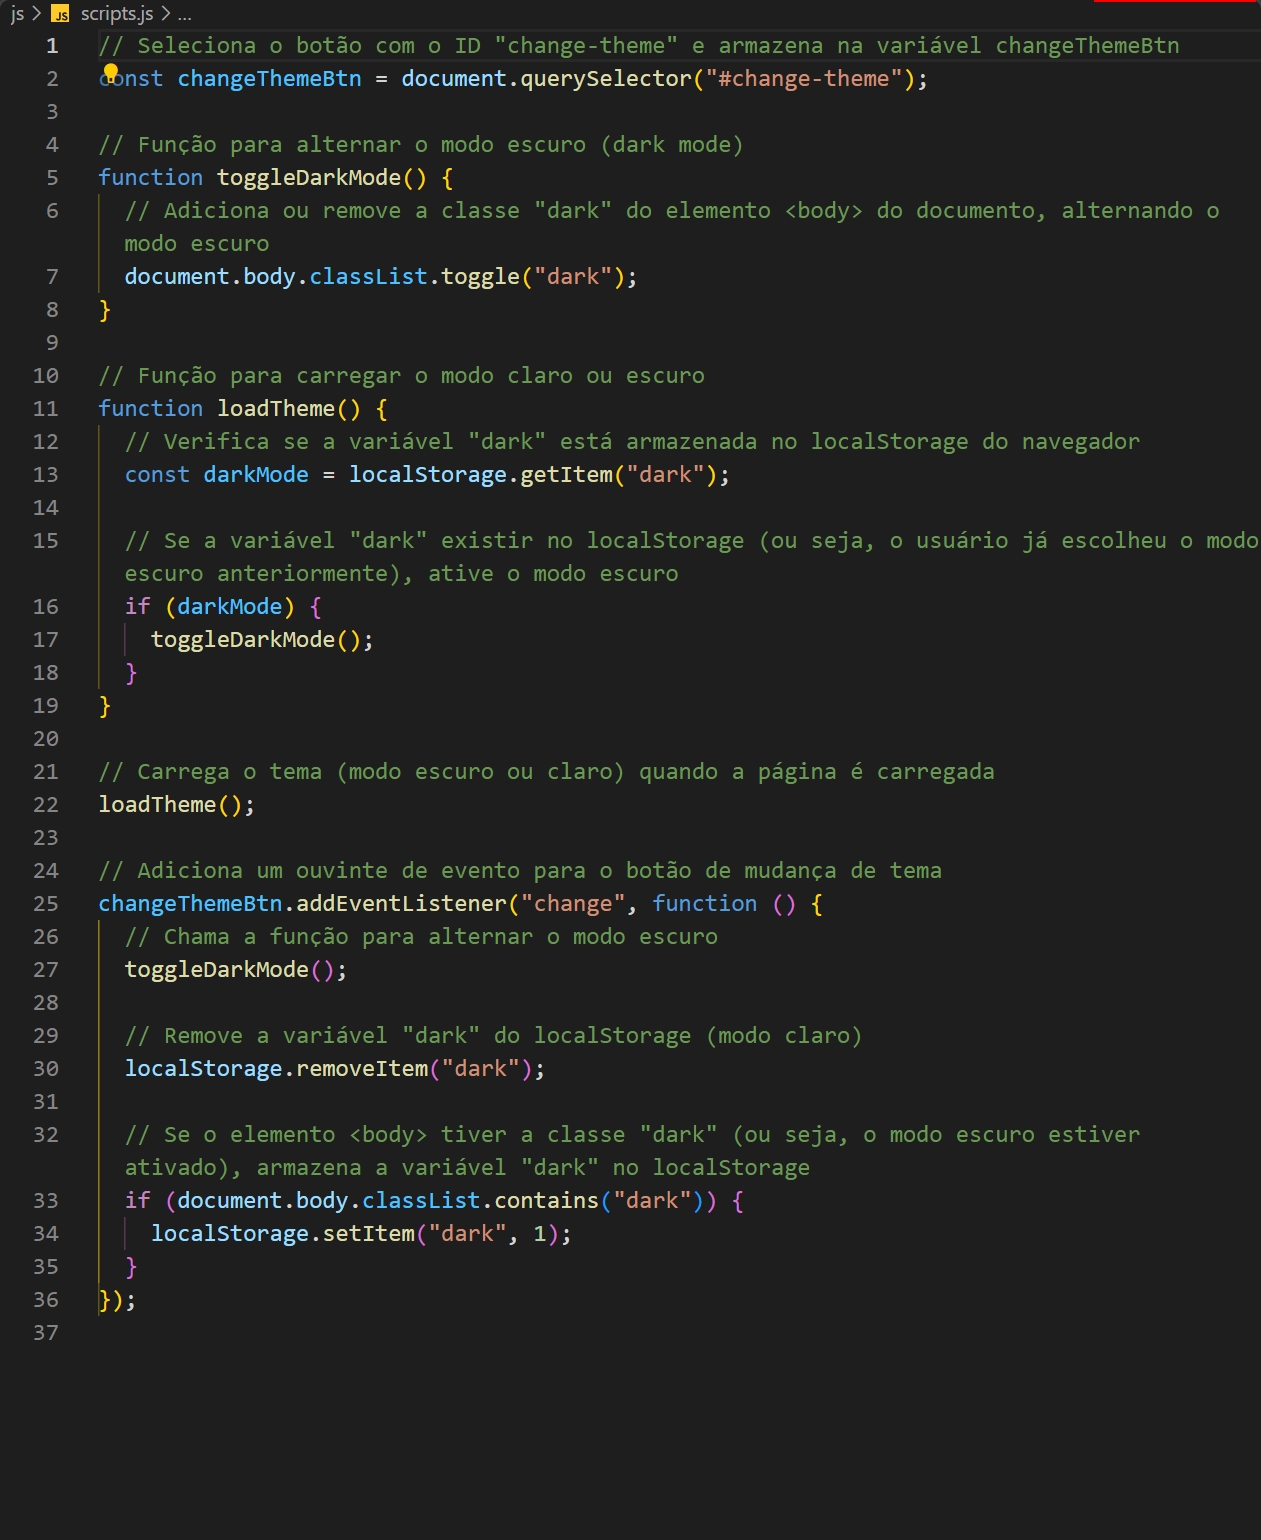 js > JS scripts.js > ...
1 // Seleciona o botão com o ID "change-theme" e armazena na variável changeThemeBtn
2 const changeThemeBtn = document.querySelector("#change-theme");
3
4 // Função para alternar o modo escuro (dark mode)
5 function toggleDarkMode() {
6 // Adiciona ou remove a classe "dark" do elemento <body> do documento, alternando o
modo escuro
7 document.body.classList.toggle("dark");
8 }
9
10 // Função para carregar o modo claro ou escuro
11 function loadTheme() {
12 // Verifica se a variável "dark" está armazenada no localStorage do navegador
13 const darkMode = localStorage.getItem("dark");
14
15 // Se a variável "dark" existir no localStorage (ou seja, o usuário já escolheu o modo
escuro anteriormente), ative o modo escuro
16 if (darkMode) {
17 toggleDarkMode();
18 }
19 }
20
21 // Carrega o tema (modo escuro ou claro) quando a página é carregada
22 loadTheme();
23
24 // Adiciona um ouvinte de evento para o botão de mudança de tema
25 changeThemeBtn.addEventListener("change", function () {
26 // Chama a função para alternar o modo escuro
27 toggleDarkMode();
28
29 // Remove a variável "dark" do localStorage (modo claro)
30 localStorage.removeItem("dark");
31
32 // Se o elemento <body> tiver a classe "dark" (ou seja, o modo escuro estiver
ativado), armazena a variável "dark" no localStorage
33 if (document.body.classList.contains("dark")) {
34 localStorage.setItem("dark", 1);
35 }
36 });
37